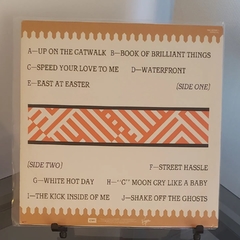 A–UP ON THE CATWALK B–BOOK OF BRILLIANT THINGS
C–SPEED YOUR LOVE TO ME D–WATERFRONT
E–EAST AT EASTER [SIDE ONE]
[SIDE TWO] F–STREET HASSLE
G–WHITE HOT DAY H–"C" MOON CRY LIKE A BABY
I–THE KICK INSIDE OF ME J–SHAKE OFF THE GHOSTS